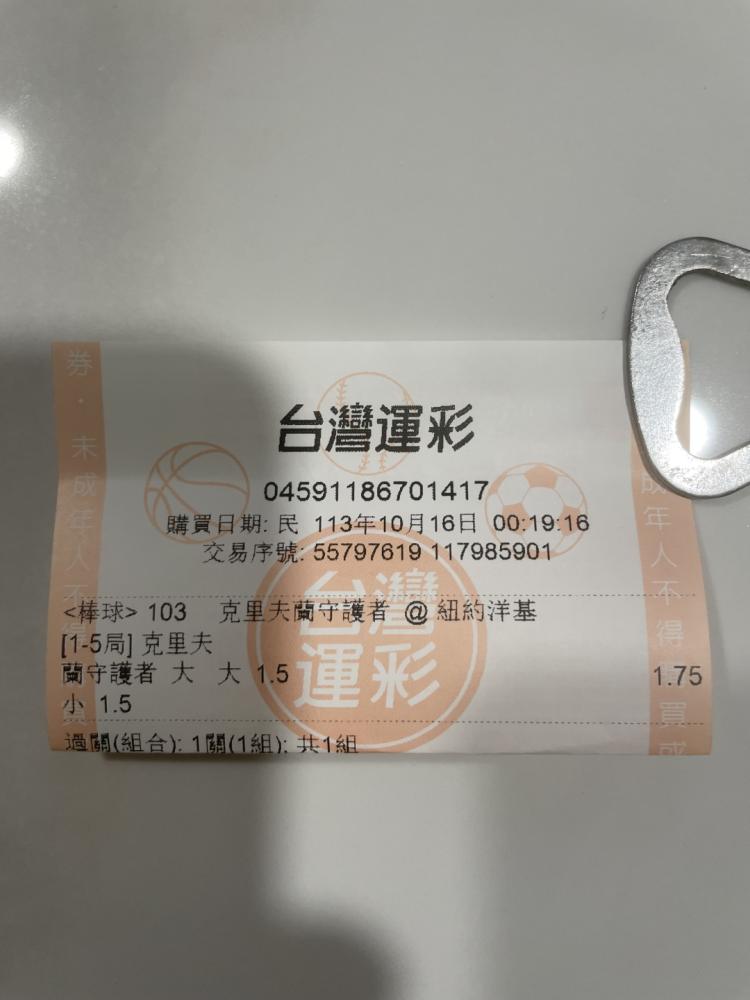 台灣運彩
04591186701417
購買日期: 民 113年10月16日 00:19:16
交易序號: 55797619 117985901
<棒球> 103 克里夫蘭守護者 @ 紐約洋基
[1-5局] 克里夫
蘭守護者 大 大 1.5 1.75
小 1.5
過關(組合): 1關(1組); 共1組
券・未成年人不得
成年人不得 買或
台灣
運彩